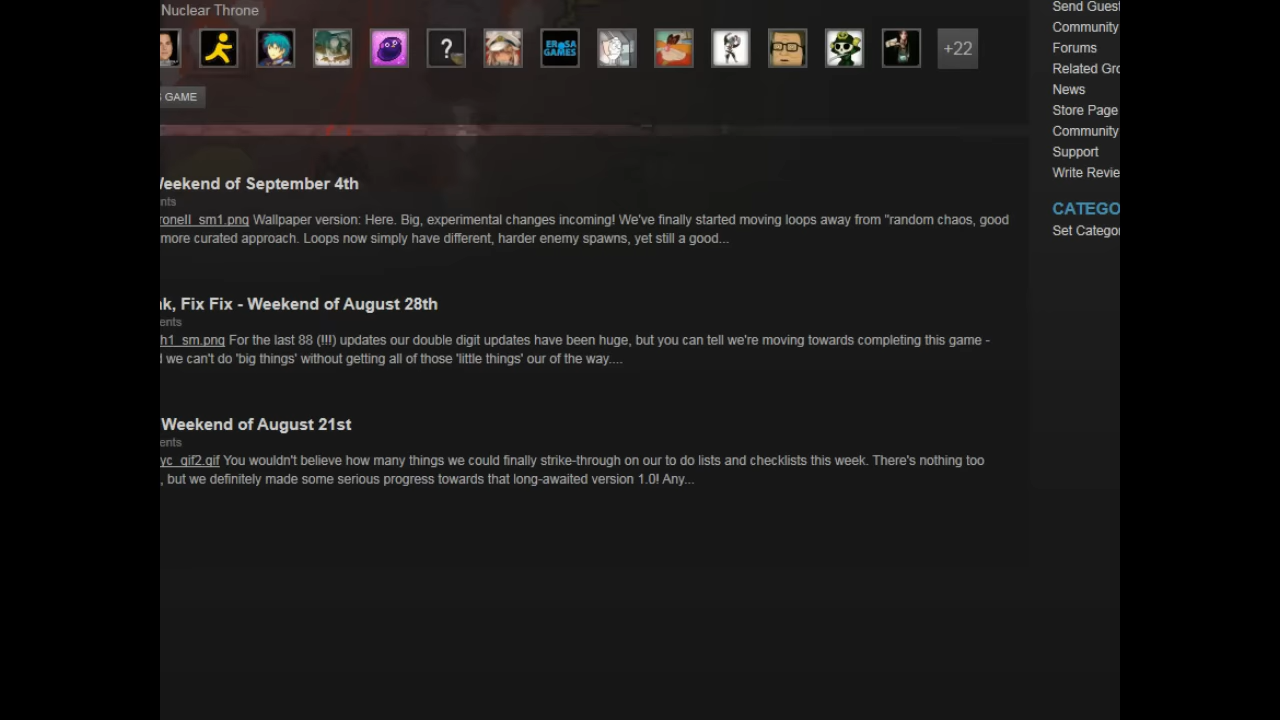 Nuclear Throne
?
EROSA
GAMES
+22
GAME
Weekend of September 4th
nts
roneII_sm1.png Wallpaper version: Here. Big, experimental changes incoming! We've finally started moving loops away from "random chaos, good
more curated approach. Loops now simply have different, harder enemy spawns, yet still a good...
k, Fix Fix - Weekend of August 28th
ents
h1_sm.png For the last 88 (!!!) updates our double digit updates have been huge, but you can tell we're moving towards completing this game -
we can't do 'big things' without getting all of those 'little things' our of the way....
Weekend of August 21st
ents
yc_gif2.gif You wouldn't believe how many things we could finally strike-through on our to do lists and checklists this week. There's nothing too
, but we definitely made some serious progress towards that long-awaited version 1.0! Any...
Send Guest
Community
Forums
Related Gro
News
Store Page
Community
Support
Write Revie
CATEGO
Set Categor